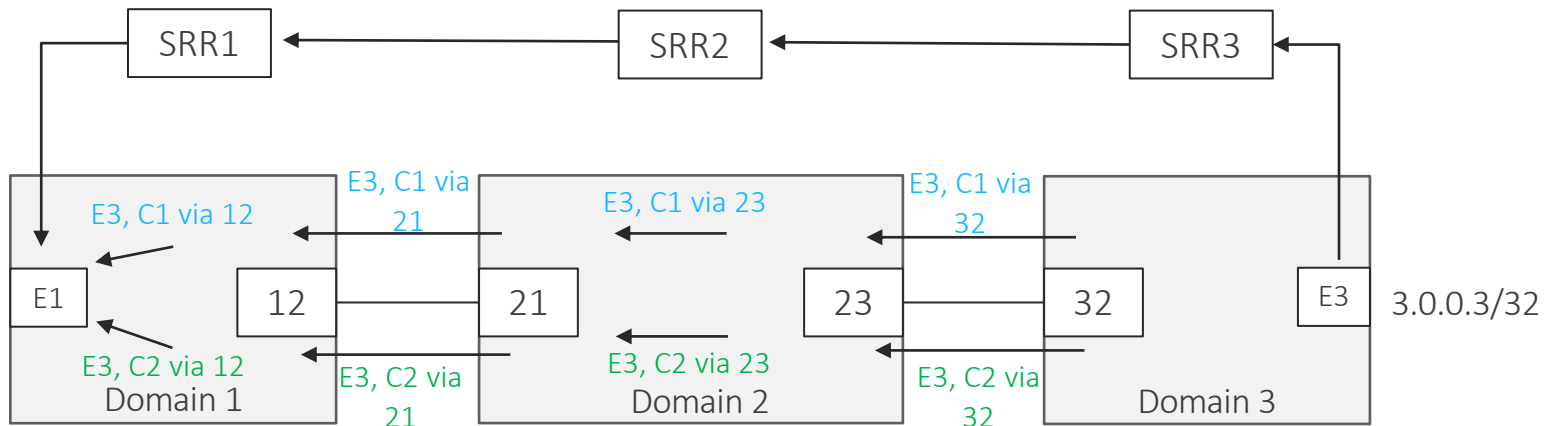 SRR1
SRR2
SRR3
E3, C1 via
21
E3, C1 via
32
E3, C1 via 12
E3, C1 via 23
E1
12
21
23
32
E3
3.0.0.3/32
E3, C2 via 12
E3, C2 via
21
E3, C2 via 23
E3, C2 via
32
Domain 1
Domain 2
Domain 3